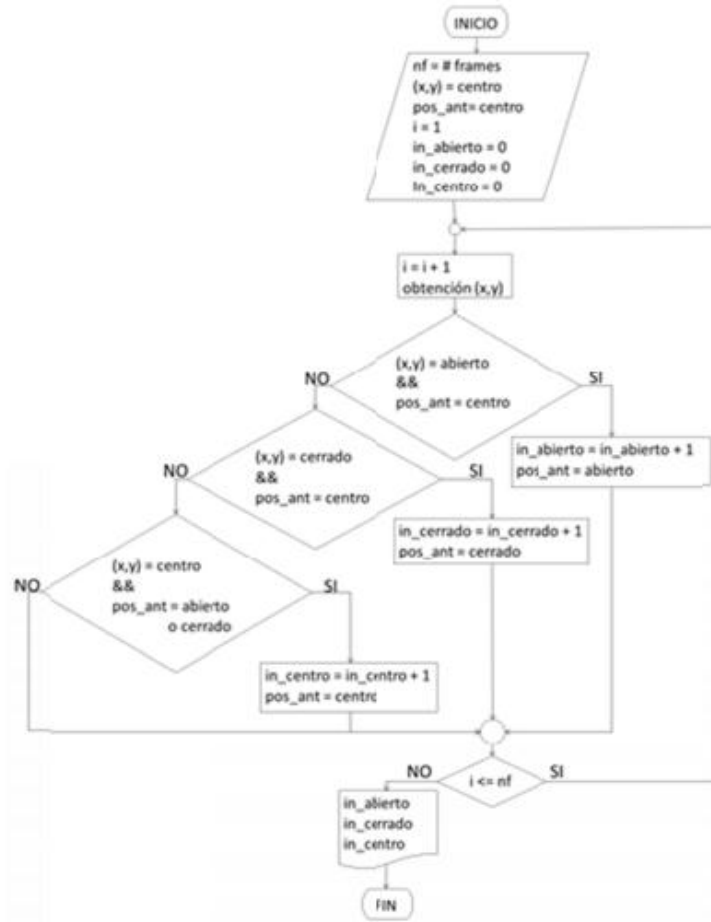 INICIO
nf = # frames
(x,y) = centro
pos_ant= centro
i = 1
in_abierto = 0
in_cerrado = 0
In_centro = 0
i = i + 1
obtención (x,y)
(x,y) = abierto
&&
pos_ant = centro
NO
SI
in_abierto = in_abierto + 1
pos_ant = abierto
(x,y) = cerrado
&&
pos_ant = centro
NO
SI
in_cerrado = in_cerrado + 1
pos_ant = cerrado
(x,y) = centro
&&
pos_ant = abierto
o cerrado
NO
SI
in_centro = in_centro + 1
pos_ant = centro
i <= nf
NO
SI
in_abierto
in_cerrado
in_centro
FIN